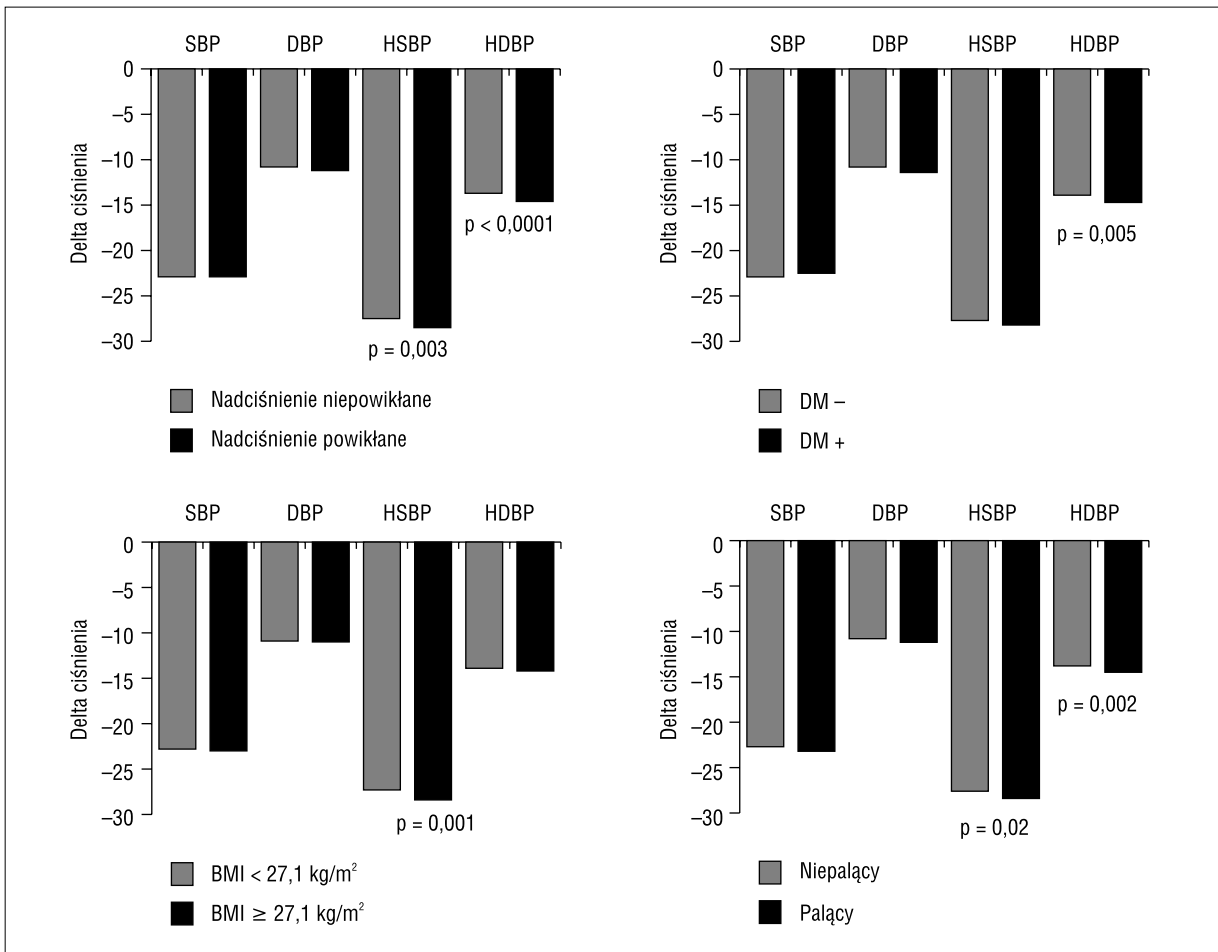 SBP DBP HSBP HDBP
0
–5
–10
–15
–20
–25
–30
Delta ciśnienia
p < 0,0001
p = 0,003
Nadciśnienie niepowikłane
Nadciśnienie powikłane
SBP DBP HSBP HDBP
0
–5
–10
–15
–20
–25
–30
Delta ciśnienia
p = 0,005
DM –
DM +
SBP DBP HSBP HDBP
0
–5
–10
–15
–20
–25
–30
Delta ciśnienia
p = 0,001
BMI < 27,1 kg/m²
BMI ≥ 27,1 kg/m²
SBP DBP HSBP HDBP
0
–5
–10
–15
–20
–25
–30
Delta ciśnienia
p = 0,002
p = 0,02
Niepalący
Palący